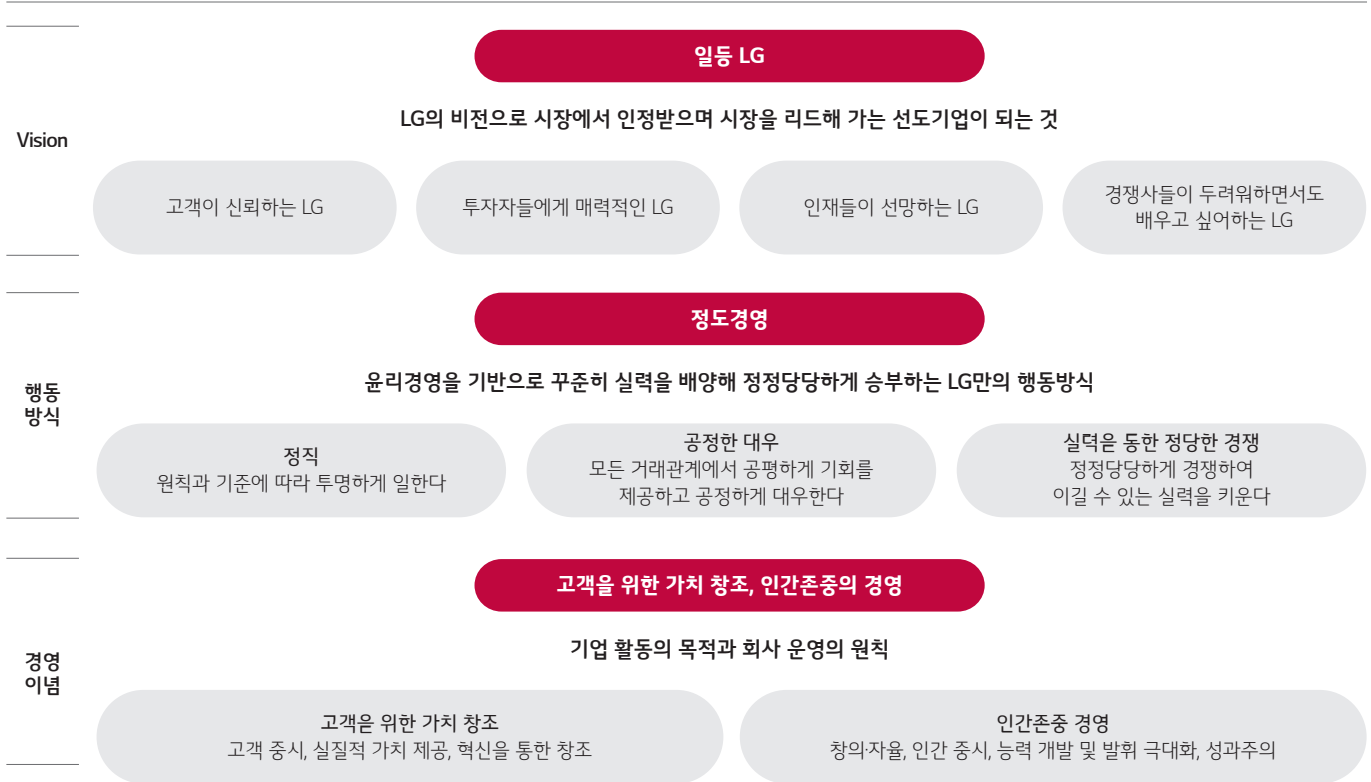 Vision
일등 LG
LG의 비전으로 시장에서 인정받으며 시장을 리드해 가는 선도기업이 되는 것
고객이 신뢰하는 LG
투자자들에게 매력적인 LG
인재들이 선망하는 LG
경쟁사들이 두려워하면서도
배우고 싶어하는 LG
행동
방식
정도경영
윤리경영을 기반으로 꾸준히 실력을 배양해 정정당당하게 승부하는 LG만의 행동방식
정직
원칙과 기준에 따라 투명하게 일한다
공정한 대우
모든 거래관계에서 공평하게 기회를
제공하고 공정하게 대우한다
실력은 동한 정당한 경쟁
정정당당하게 경쟁하여
이길 수 있는 실력을 키운다
경영
이념
고객을 위한 가치 창조, 인간존중의 경영
기업 활동의 목적과 회사 운영의 원칙
고객은 위한 가치 창조
고객 중시, 실질적 가치 제공, 혁신을 통한 창조
인간존중 경영
창의·자율, 인간 중시, 능력 개발 및 발휘 극대화, 성과주의